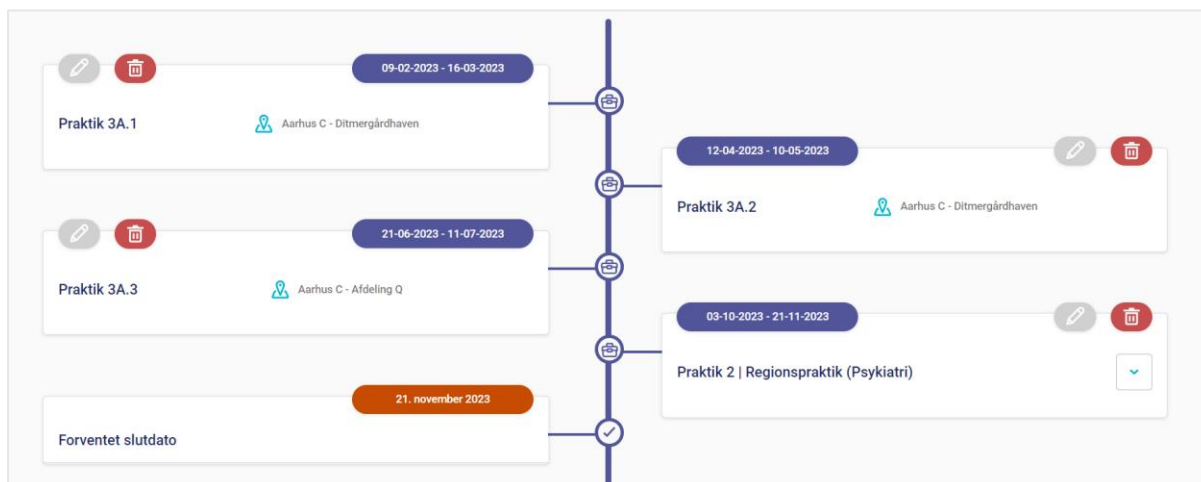 09-02-2023 - 16-03-2023
Praktik 3A.1
Aarhus C - Ditmergårdhaven
12-04-2023 - 10-05-2023
Praktik 3A.2
Aarhus C - Ditmergårdhaven
21-06-2023 - 11-07-2023
Praktik 3A.3
Aarhus C - Afdeling Q
03-10-2023 - 21-11-2023
Praktik 2 | Regionspraktik (Psykiatri)
21. november 2023
Forventet slutdato